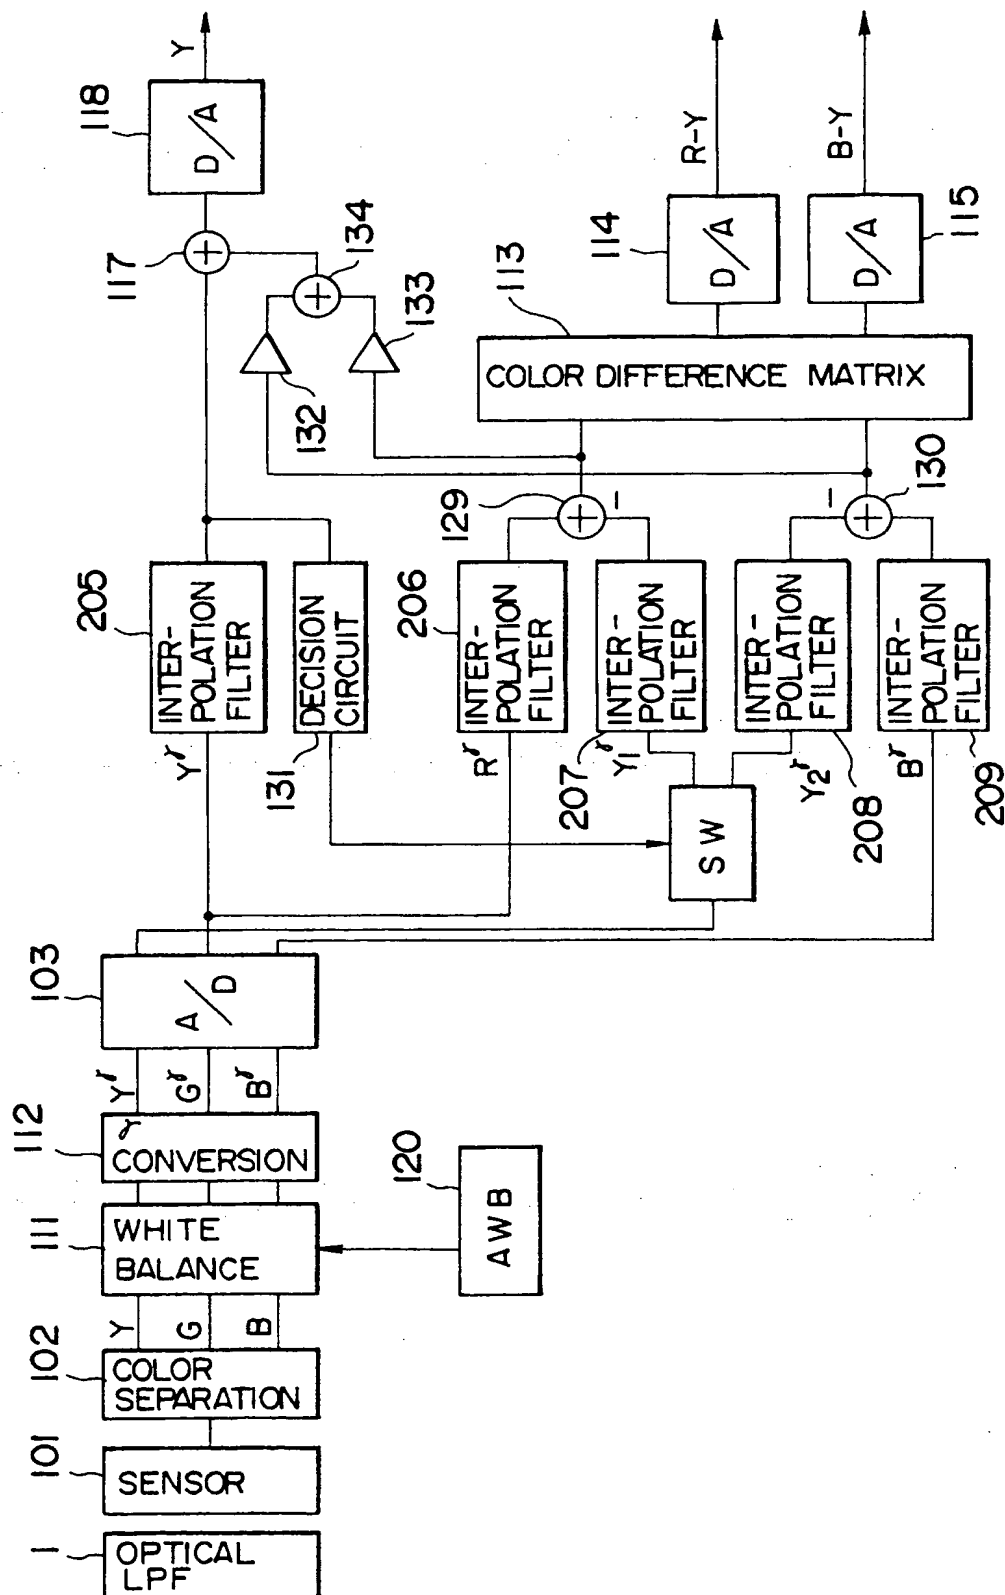 1
OPTICAL
LPF
101
SENSOR
102
COLOR
SEPARATION
Y
G
B
111
WHITE
BALANCE
120
AWB
112
γ
CONVERSION
Yγ
Gγ
Bγ
103
A/D
SW
Yγ
205
INTER-
POLATION
FILTER
131
DECISION
CIRCUIT
Rγ
206
INTER-
POLATION
FILTER
Y1γ
207
INTER-
POLATION
FILTER
Y2γ
208
INTER-
POLATION
FILTER
Bγ
209
INTER-
POLATION
FILTER
129
+
−
130
+
−
132
133
134
+
117
+
118
D/A
Y
113
COLOR DIFFERENCE MATRIX
114
D/A
R-Y
115
D/A
B-Y